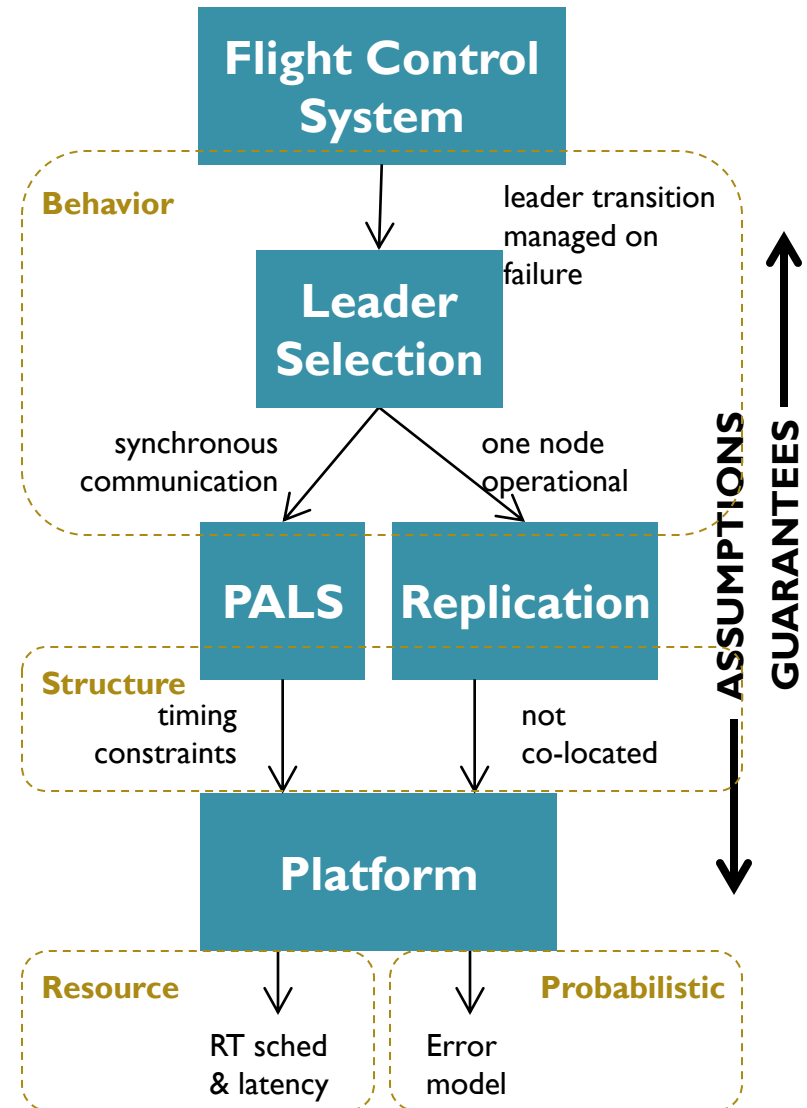 Flight Control
System
Behavior
leader transition
managed on
failure
Leader
Selection
synchronous
communication
one node
operational
PALS
Replication
ASSUMPTIONS
GUARANTEES
Structure
timing
constraints
not
co-located
Platform
Resource
Probabilistic
RT sched
& latency
Error
model